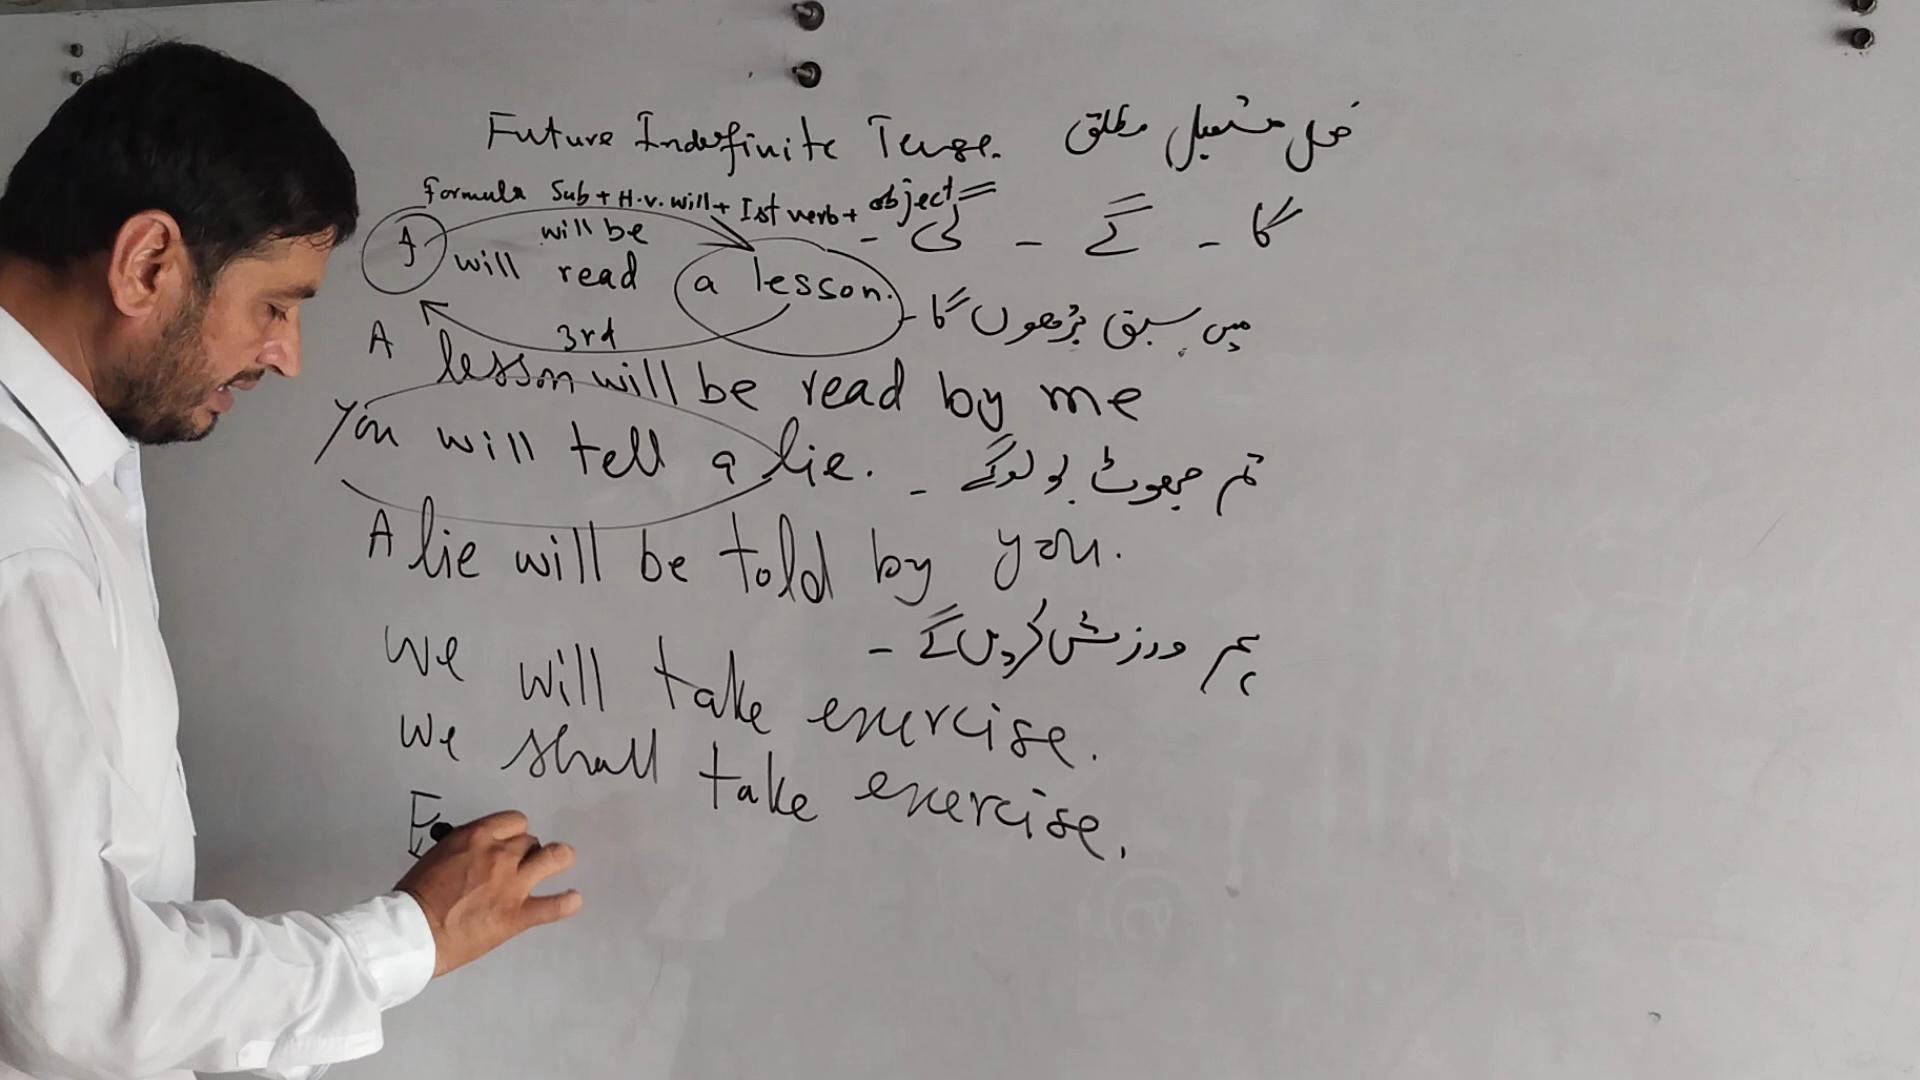 Future Indefinite Tense. فعل مستقبل مطلق
Formula Sub + H.v. will + Ist verb + object
گا - گے - گی -
will be
I will read a lesson.
میں سبق پڑھوں گا -
3rd
A lesson will be read by me
You will tell a lie. تم جھوٹ بولوگے -
A lie will be told by you.
ہم ورزش کریں گے -
We will take exercise.
We shall take exercise.
E